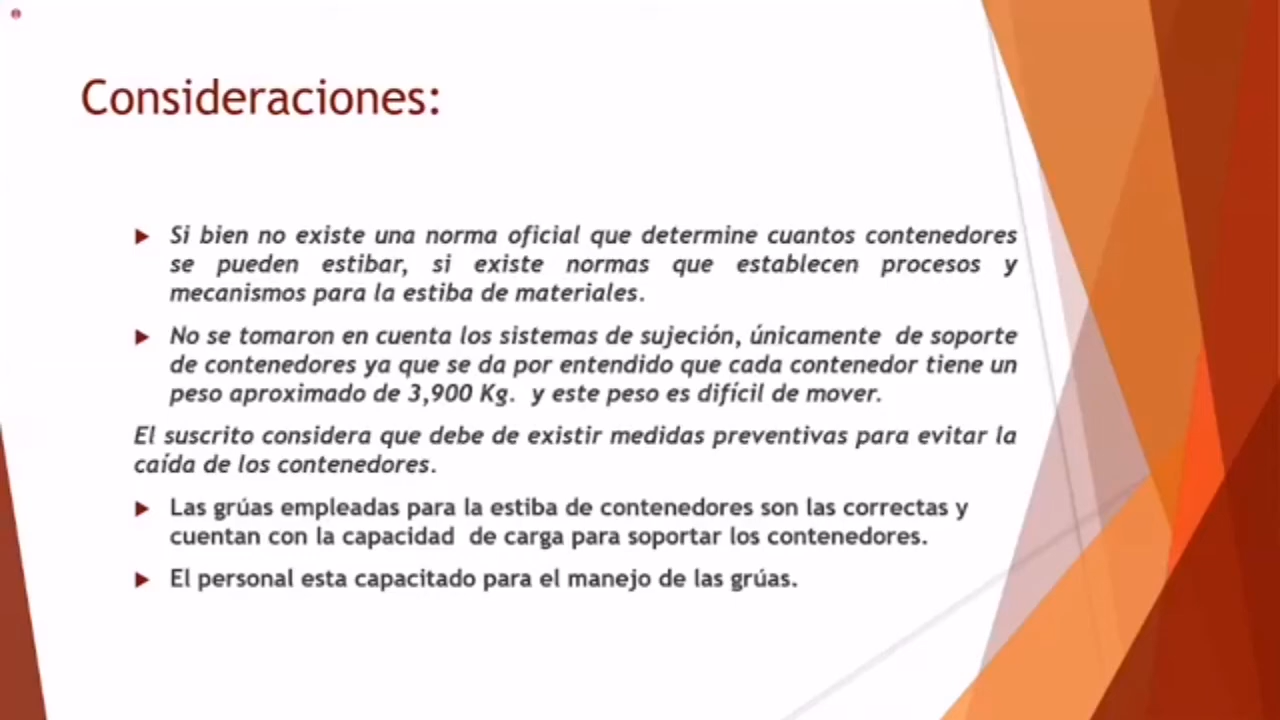 Consideraciones:
Si bien no existe una norma oficial que determine cuantos contenedores
se pueden estibar, si existe normas que establecen procesos y
mecanismos para la estiba de materiales.
No se tomaron en cuenta los sistemas de sujeción, únicamente de soporte
de contenedores ya que se da por entendido que cada contenedor tiene un
peso aproximado de 3,900 Kg. y este peso es difícil de mover.
El suscrito considera que debe de existir medidas preventivas para evitar la
caída de los contenedores.
Las grúas empleadas para la estiba de contenedores son las correctas y
cuentan con la capacidad de carga para soportar los contenedores.
El personal esta capacitado para el manejo de las grúas.